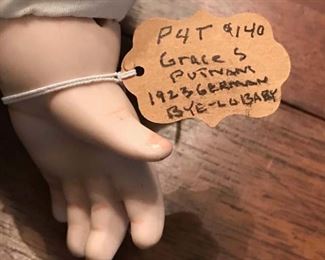 P4T $140
Grace S
PUTNAM
1923 GERMAN
BYE-LO BABY